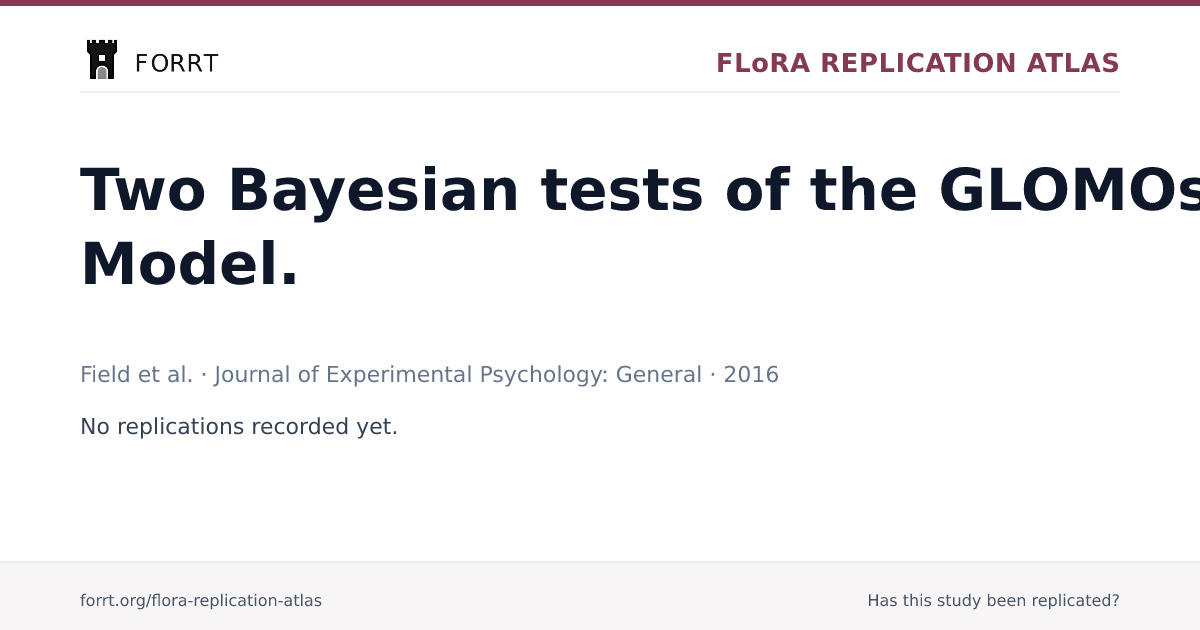 FORRT
FLoRA REPLICATION ATLAS
Two Bayesian tests of the GLOMOs
Model.
Field et al. · Journal of Experimental Psychology: General · 2016
No replications recorded yet.
forrt.org/flora-replication-atlas
Has this study been replicated?